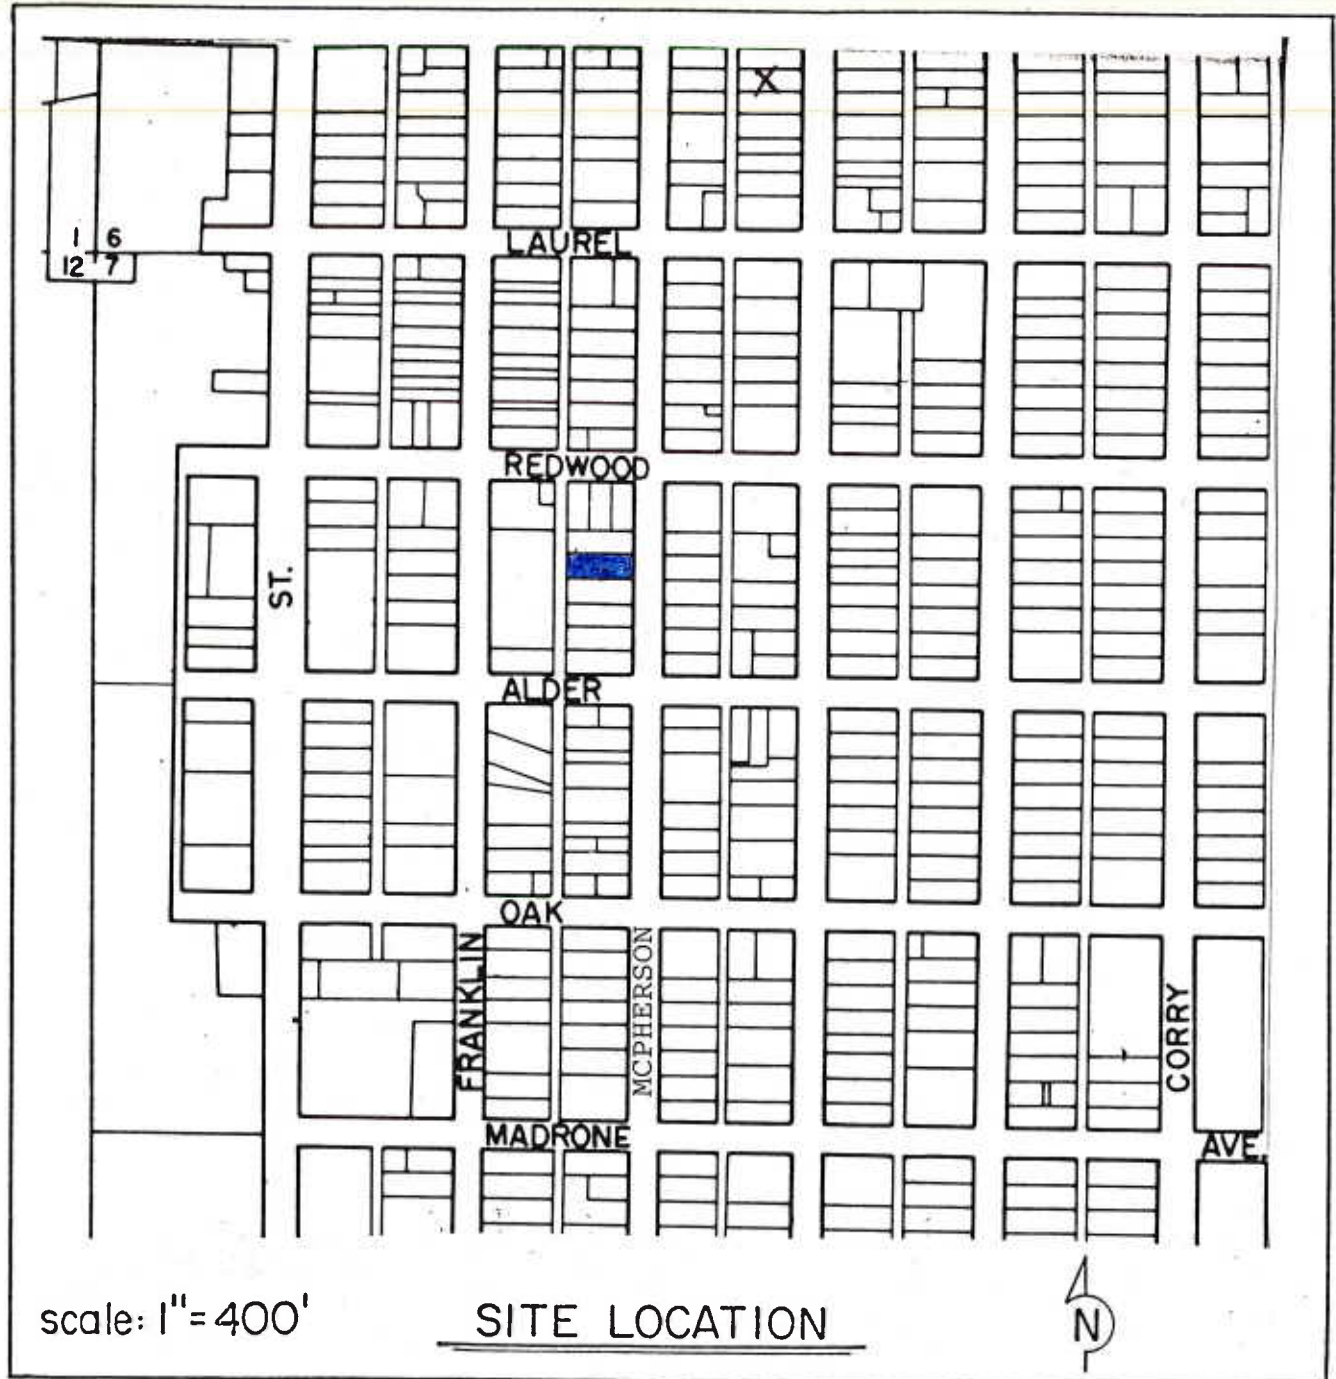 X
LAUREL
1 6
12 7
REDWOOD
ST.
ALDER
OAK
FRANKLIN
MCPHERSON
CORRY
MADRONE
AVE.
scale: 1"=400'
SITE LOCATION
N